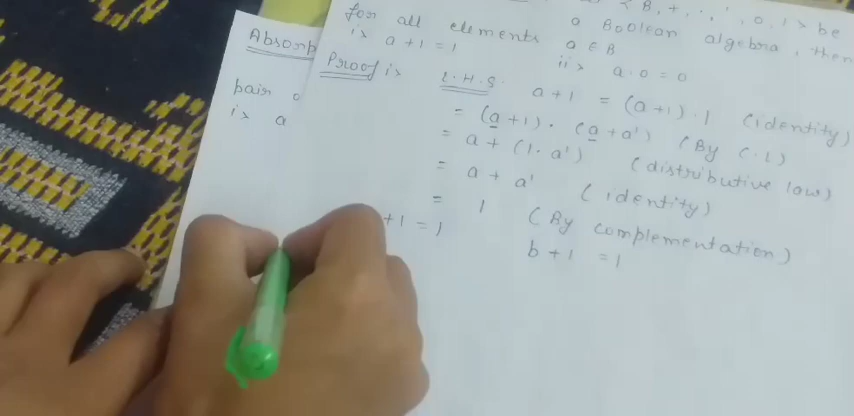 < B, +, ·, ', 0, 1 > be
a Boolean algebra, then
for all elements a ∈ B
i> a + 1 = 1 ii> a · 0 = 0
Proof i> L.H.S. a + 1 = (a + 1) · 1 (identity)
= (a + 1) · (a + a') (By C.L)
= a + (1 · a') (distributive law)
= a + a' (identity)
= 1 (By complementation)
+ 1 = 1 b + 1 = 1
Absorp
pair o
i> a